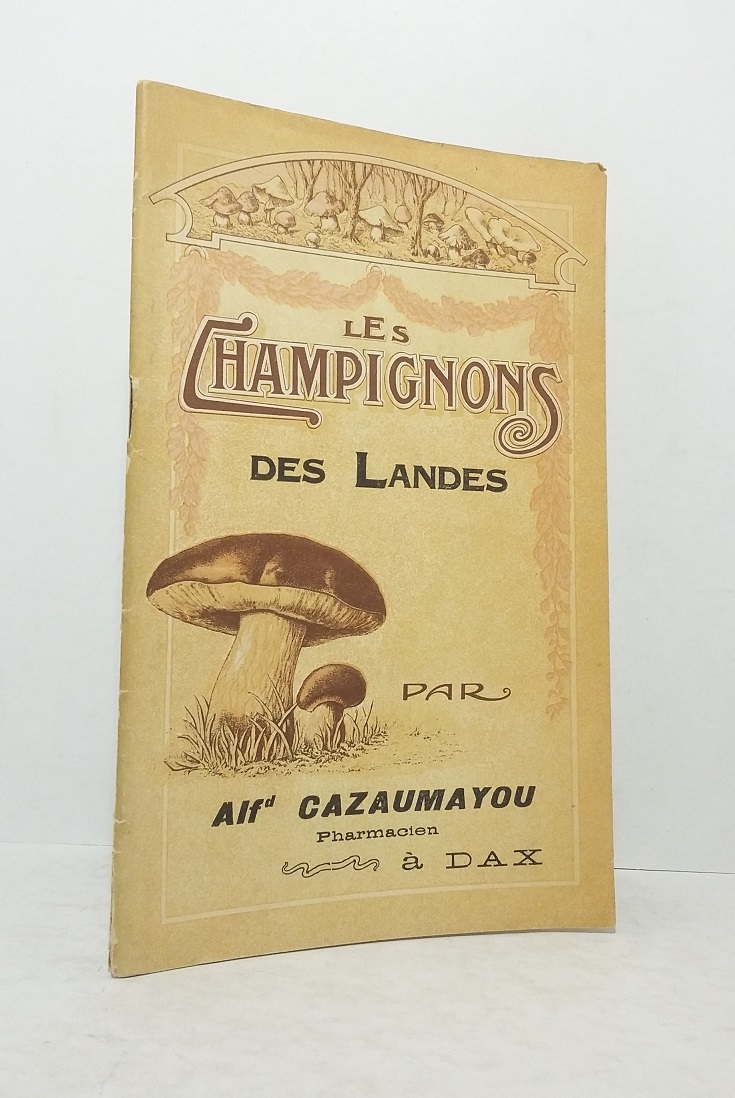 LES
CHAMPIGNONS
DES LANDES
PAR
Alfd CAZAUMAYOU
Pharmacien
à DAX